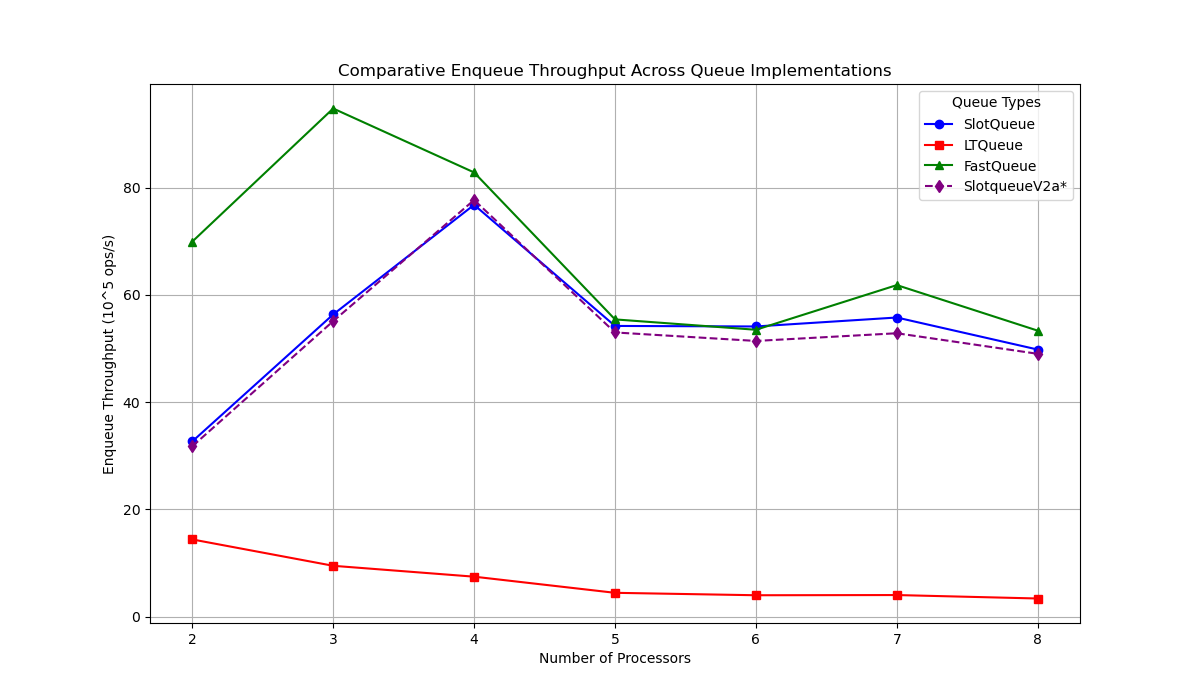 Comparative Enqueue Throughput Across Queue Implementations
Queue Types
SlotQueue
LTQueue
FastQueue
SlotqueueV2a*
Enqueue Throughput (10^5 ops/s)
80
60
40
20
0
2 3 4 5 6 7 8
Number of Processors